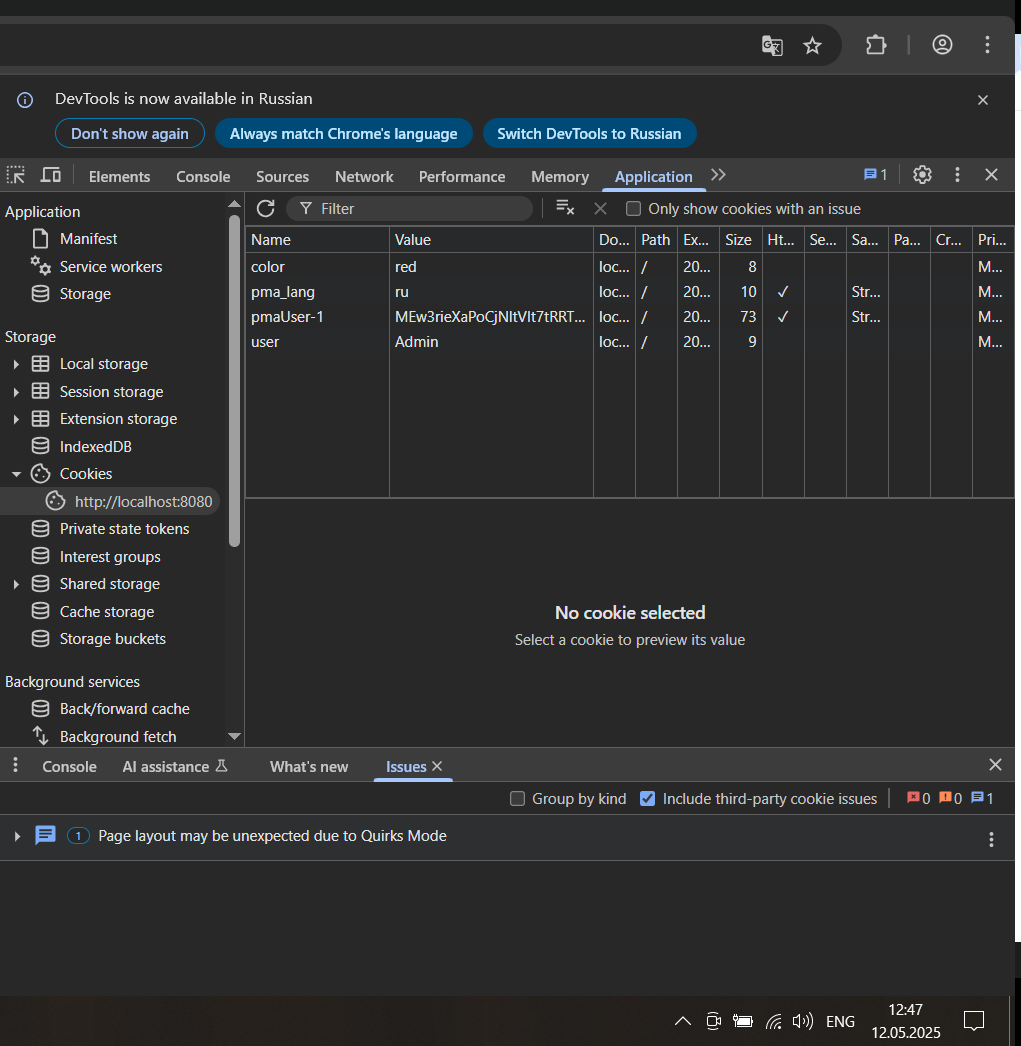 DevTools is now available in Russian
Don't show again Always match Chrome's language Switch DevTools to Russian
Elements Console Sources Network Performance Memory Application 1
Application
Manifest
Service workers
Storage
Storage
Local storage
Session storage
Extension storage
IndexedDB
Cookies
http://localhost:8080
Private state tokens
Interest groups
Shared storage
Cache storage
Storage buckets
Background services
Back/forward cache
Background fetch
Filter Only show cookies with an issue
Name Value Do... Path Ex... Size Ht... Se... Sa... Pa... Cr... Pri...
color red loc... / 20... 8 M...
pma_lang ru loc... / 20... 10 ✓ Str... M...
pmaUser-1 MEw3rieXaPoCjNItVIt7tRRT... loc... / 20... 73 ✓ Str... M...
user Admin loc... / 20... 9 M...
No cookie selected
Select a cookie to preview its value
Console AI assistance What's new Issues
Group by kind Include third-party cookie issues 0 0 1
1 Page layout may be unexpected due to Quirks Mode
ENG
12:47
12.05.2025